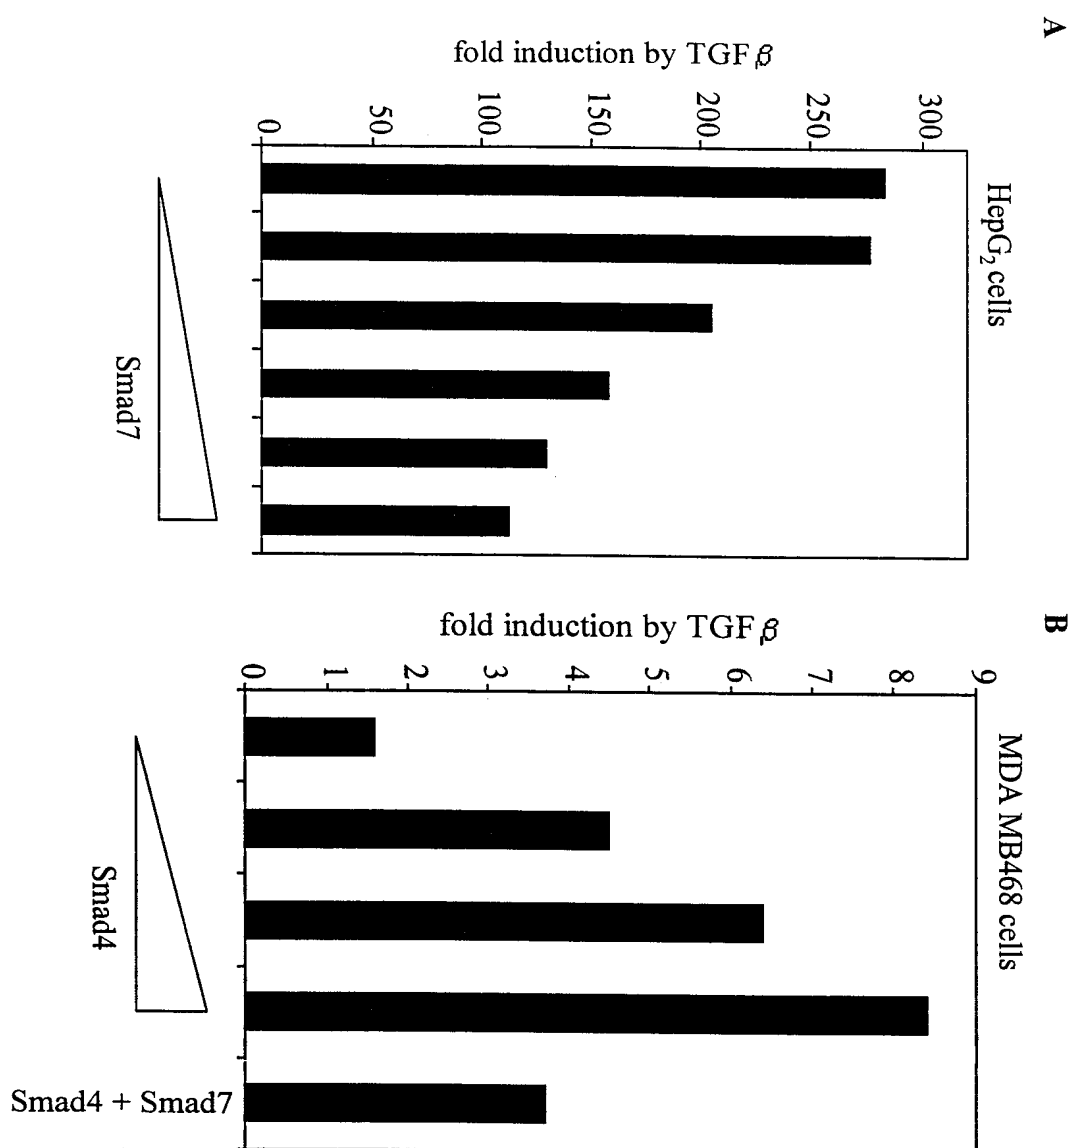 A
HepG2 cells
fold induction by TGFβ
300
250
200
150
100
50
0
Smad7
B
MDA MB468 cells
fold induction by TGFβ
9
8
7
6
5
4
3
2
1
0
Smad4
Smad4 + Smad7